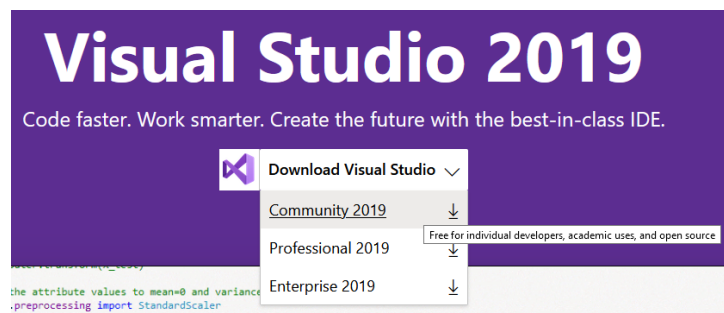 Visual Studio 2019
Code faster. Work smarter. Create the future with the best-in-class IDE.
Download Visual Studio
Community 2019
Free for individual developers, academic uses, and open source
Professional 2019
Enterprise 2019
the attribute values to mean=0 and variance
.preprocessing import StandardScaler